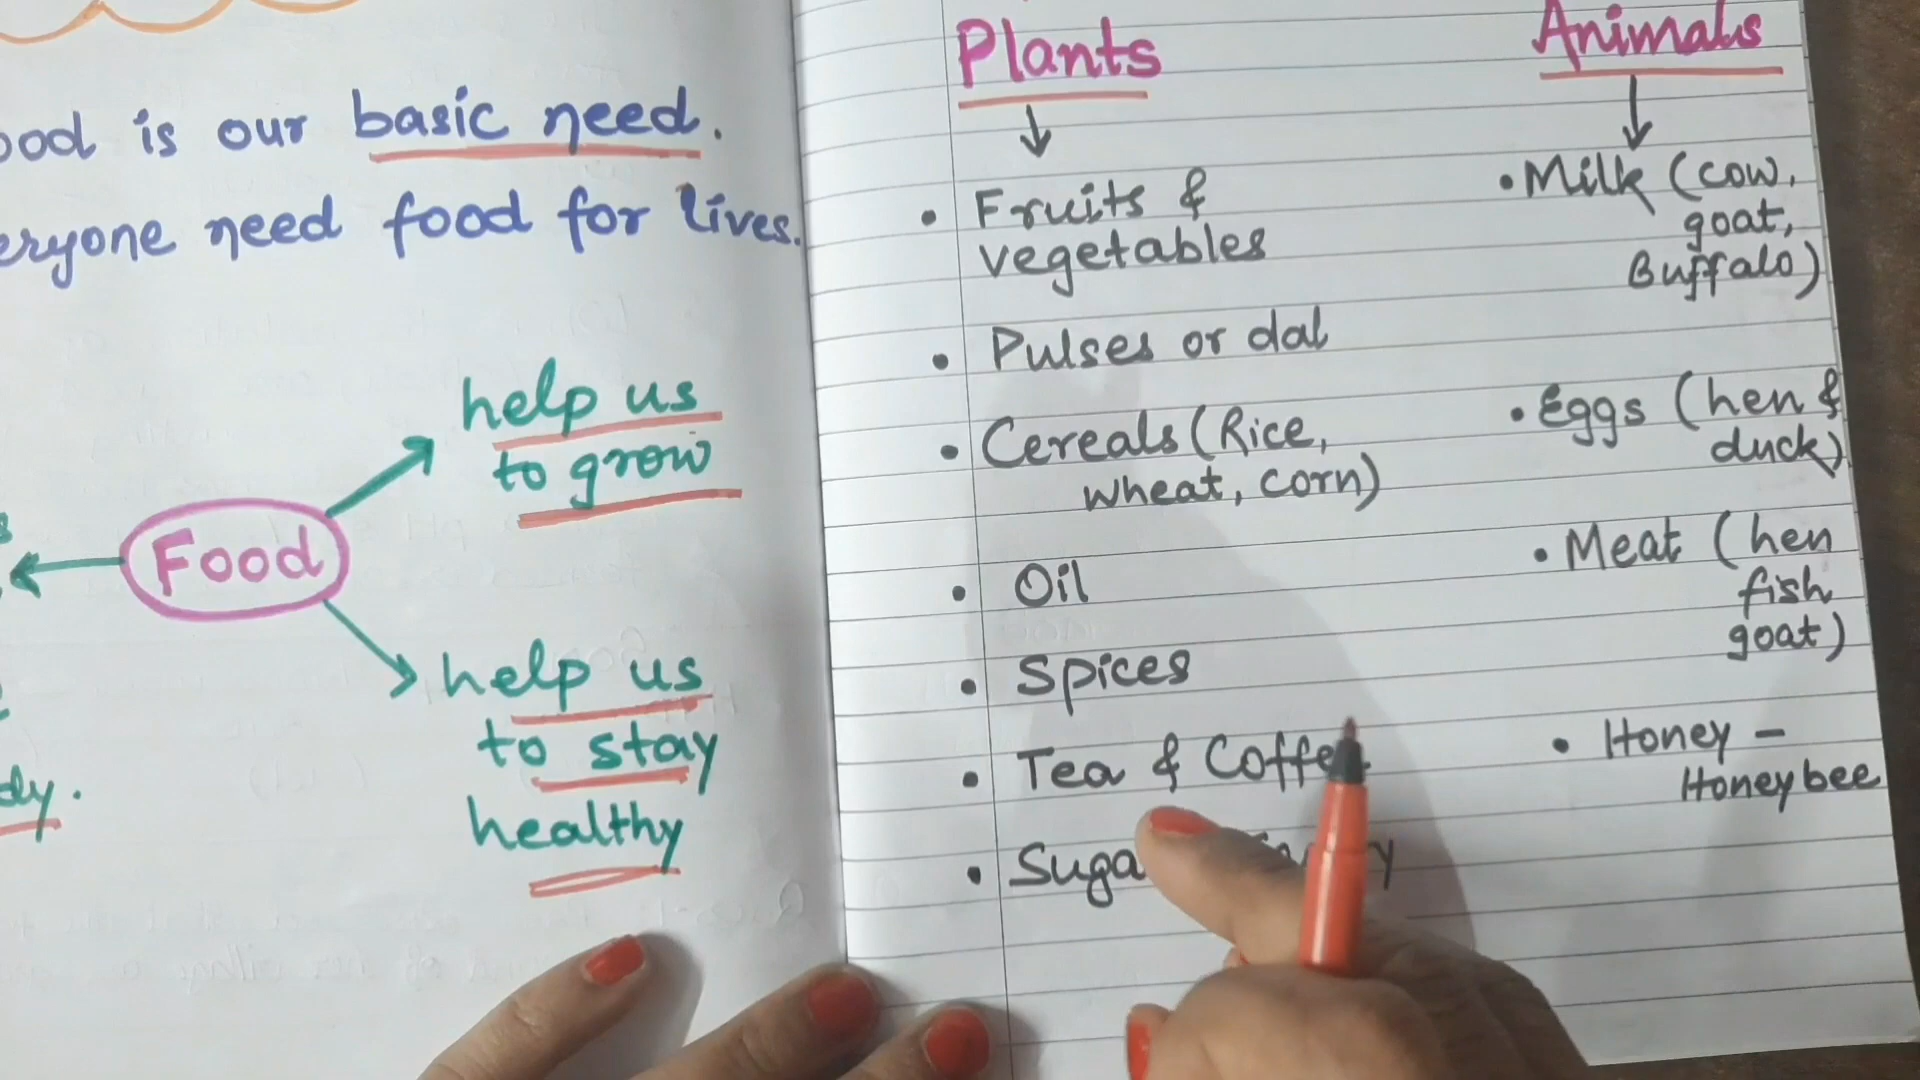 ood is our basic need.
eryone need food for lives.
help us
to grow
Food
help us
to stay
healthy
dy.
Plants
Fruits &
vegetables
Pulses or dal
Cereals (Rice,
wheat, corn)
Oil
Spices
Tea & Coffe
Suga
Animals
Milk (cow,
goat,
Buffalo)
Eggs (hen &
duck)
Meat (hen
fish
goat)
Honey -
Honeybee